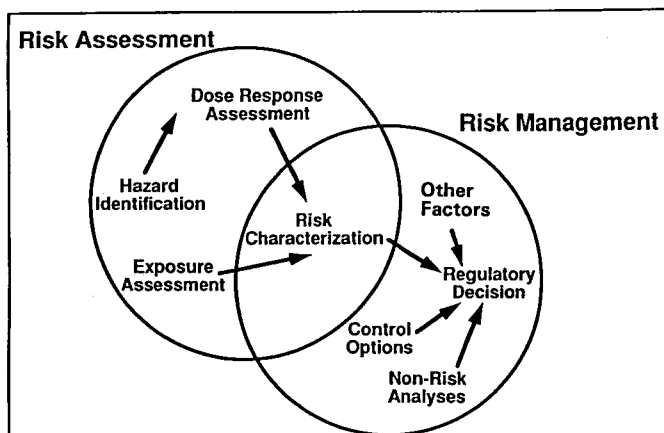 Risk Assessment
Dose Response
Assessment
Risk Management
Hazard
Identification
Other
Factors
Risk
Characterization
Exposure
Assessment
Regulatory
Decision
Control
Options
Non-Risk
Analyses